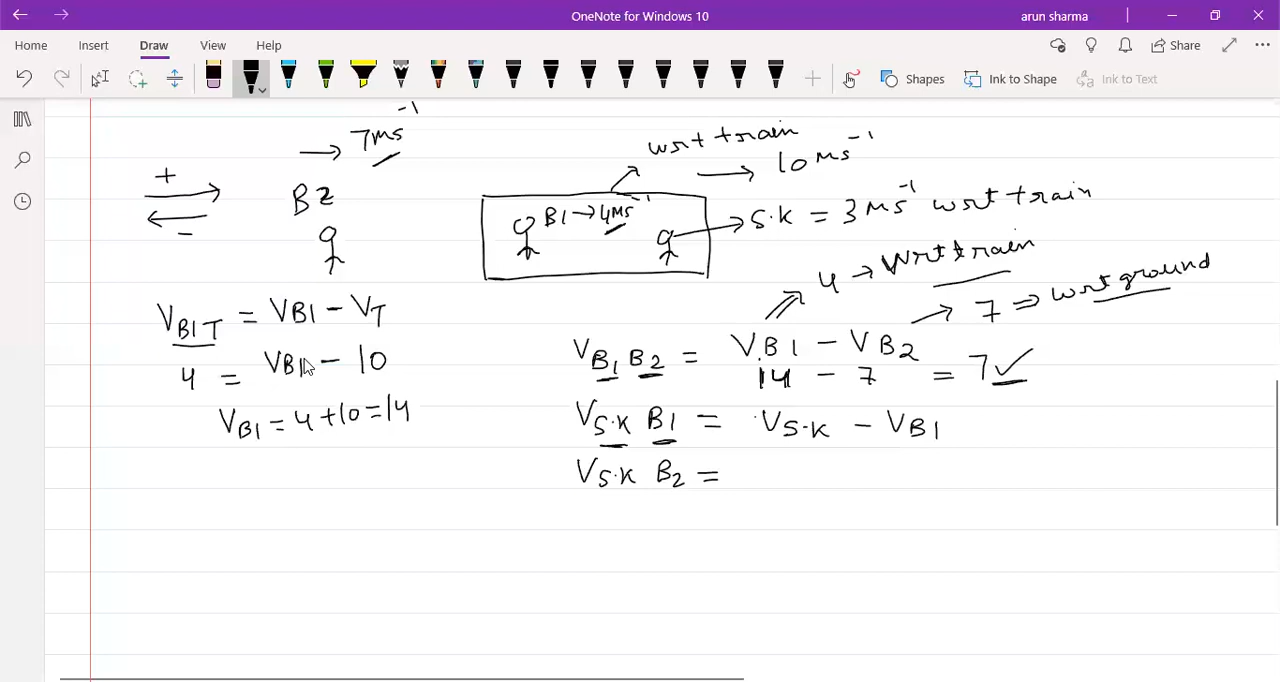 OneNote for Windows 10
arun sharma
Home Insert Draw View Help
Share
Shapes Ink to Shape Ink to Text
→ 7ms⁻¹
+
−
B2
wrt train
→ 10ms⁻¹
B1 → 4ms⁻¹
S.K = 3ms⁻¹ wrt train
4 → Wrt train
7 ⇒ wrt ground
VB1T = VB1 − VT
4 = VB1 − 10
VB1 = 4 + 10 = 14
VB1B2 = VB1 − VB2
14 − 7 = 7 ✓
VS.K B1 = VS.K − VB1
VS.K B2 =